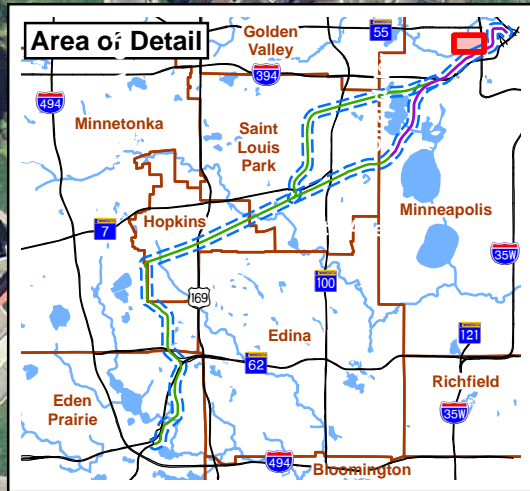 Area of Detail
Golden
Valley
55
394
494
Minnetonka
Saint
Louis
Park
Hopkins
Minneapolis
7
35W
169
100
Edina
121
62
Richfield
Eden
Prairie
35W
494
Bloomington